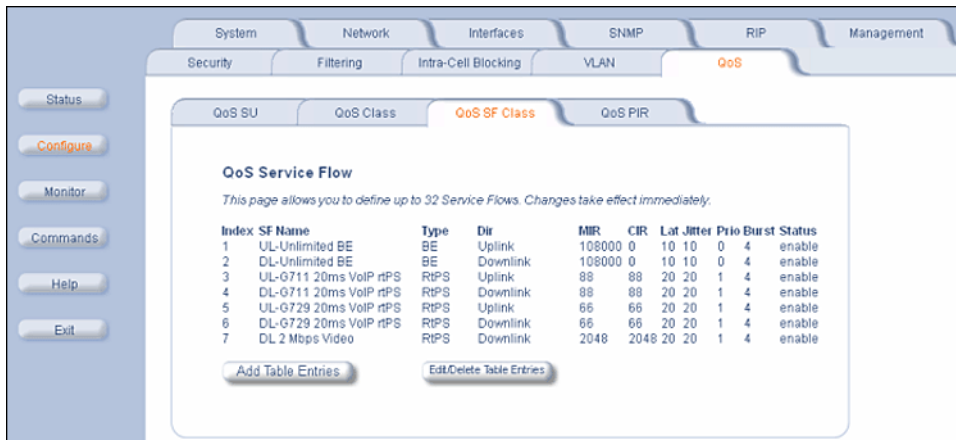 System Network Interfaces SNMP RIP Management
Security Filtering Intra-Cell Blocking VLAN QoS
Status
Configure
Monitor
Commands
Help
Exit
QoS SU QoS Class QoS SF Class QoS PIR
QoS Service Flow
This page allows you to define up to 32 Service Flows. Changes take effect immediately.
Index SF Name Type Dir MIR CIR Lat Jitter Prio Burst Status
1 UL-Unlimited BE BE Uplink 108000 0 10 10 0 4 enable
2 DL-Unlimited BE BE Downlink 108000 0 10 10 0 4 enable
3 UL-G711 20ms VoIP rtPS RtPS Uplink 88 88 20 20 1 4 enable
4 DL-G711 20ms VoIP rtPS RtPS Downlink 88 88 20 20 1 4 enable
5 UL-G729 20ms VoIP rtPS RtPS Uplink 66 66 20 20 1 4 enable
6 DL-G729 20ms VoIP rtPS RtPS Downlink 66 66 20 20 1 4 enable
7 DL 2 Mbps Video RtPS Downlink 2048 2048 20 20 1 4 enable
Add Table Entries Edit/Delete Table Entries